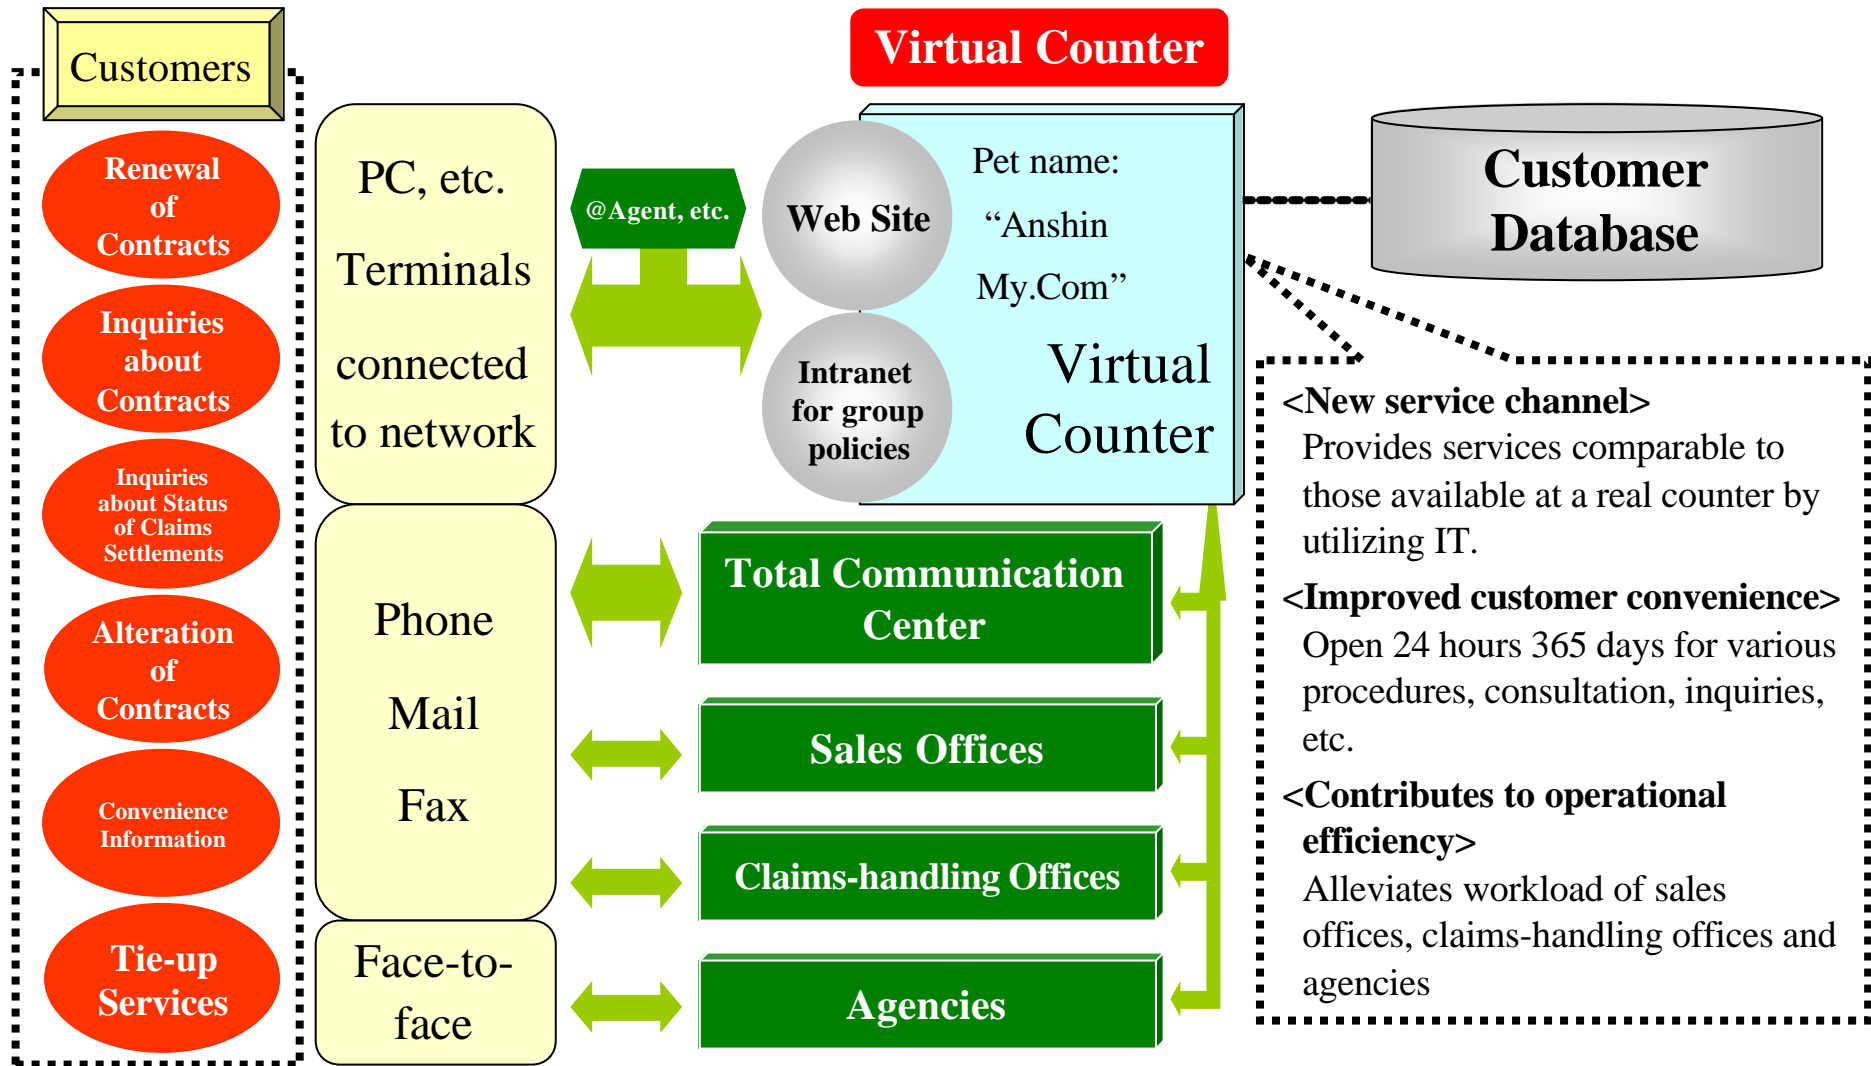 Virtual Counter
Customers
Renewal
of
Contracts
Inquiries
about
Contracts
Inquiries
about Status
of Claims
Settlements
Alteration
of
Contracts
Convenience
Information
Tie-up
Services
PC, etc.
Terminals
connected
to network
Phone
Mail
Fax
Face-to-
face
@Agent, etc.
Web Site
Intranet
for group
policies
Pet name:
“Anshin
My.Com”
Virtual
Counter
Total Communication
Center
Sales Offices
Claims-handling Offices
Agencies
Customer
Database
<New service channel>
Provides services comparable to
those available at a real counter by
utilizing IT.
<Improved customer convenience>
Open 24 hours 365 days for various
procedures, consultation, inquiries,
etc.
<Contributes to operational
efficiency>
Alleviates workload of sales
offices, claims-handling offices and
agencies